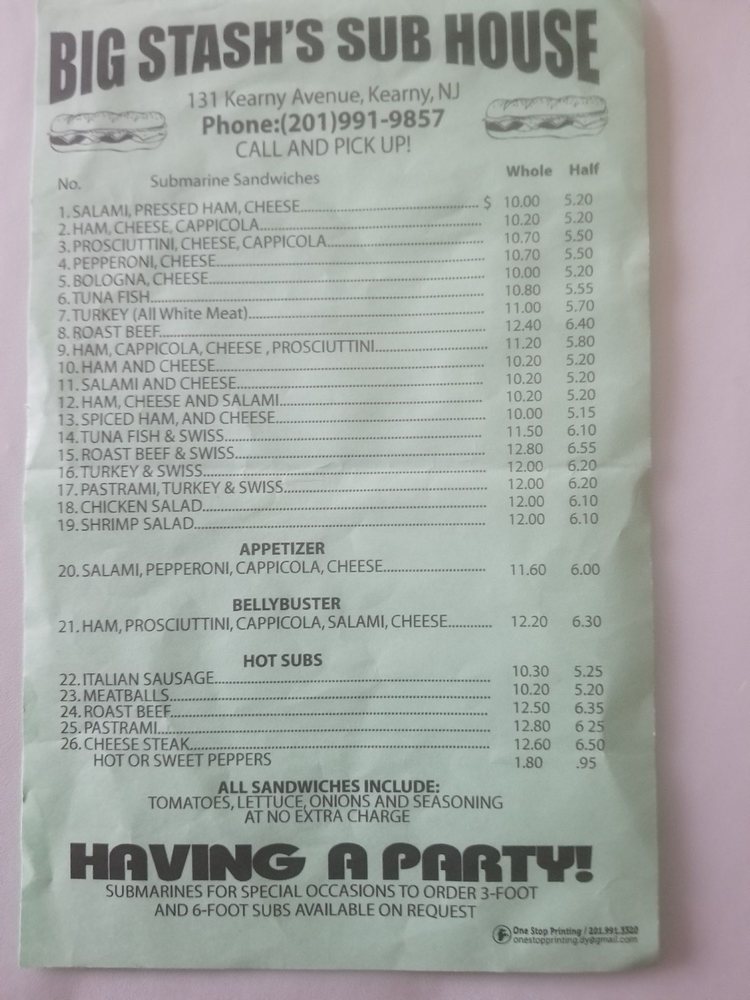 BIG STASH'S SUB HOUSE
131 Kearny Avenue, Kearny, NJ
Phone:(201)991-9857
CALL AND PICK UP!
No. Submarine Sandwiches Whole Half
1. SALAMI, PRESSED HAM, CHEESE $ 10.00 5.20
2. HAM, CHEESE, CAPPICOLA 10.20 5.20
3. PROSCIUTTINI, CHEESE, CAPPICOLA 10.70 5.50
4. PEPPERONI, CHEESE 10.70 5.50
5. BOLOGNA, CHEESE 10.00 5.20
6. TUNA FISH 10.80 5.55
7. TURKEY (All White Meat) 11.00 5.70
8. ROAST BEEF 12.40 6.40
9. HAM, CAPPICOLA, CHEESE , PROSCIUTTINI 11.20 5.80
10. HAM AND CHEESE 10.20 5.20
11. SALAMI AND CHEESE 10.20 5.20
12. HAM, CHEESE AND SALAMI 10.20 5.20
13. SPICED HAM, AND CHEESE 10.00 5.15
14. TUNA FISH & SWISS 11.50 6.10
15. ROAST BEEF & SWISS 12.80 6.55
16. TURKEY & SWISS 12.00 6.20
17. PASTRAMI, TURKEY & SWISS 12.00 6.20
18. CHICKEN SALAD 12.00 6.10
19. SHRIMP SALAD 12.00 6.10
APPETIZER
20. SALAMI, PEPPERONI, CAPPICOLA, CHEESE 11.60 6.00
BELLYBUSTER
21. HAM, PROSCIUTTINI, CAPPICOLA, SALAMI, CHEESE 12.20 6.30
HOT SUBS
22. ITALIAN SAUSAGE 10.30 5.25
23. MEATBALLS 10.20 5.20
24. ROAST BEEF 12.50 6.35
25. PASTRAMI 12.80 6 25
26. CHEESE STEAK 12.60 6.50
HOT OR SWEET PEPPERS 1.80 .95
ALL SANDWICHES INCLUDE:
TOMATOES, LETTUCE, ONIONS AND SEASONING
AT NO EXTRA CHARGE
HAVING A PARTY!
SUBMARINES FOR SPECIAL OCCASIONS TO ORDER 3-FOOT
AND 6-FOOT SUBS AVAILABLE ON REQUEST
One Stop Printing / 201.991.3320
onestopprinting.dy@gmail.com